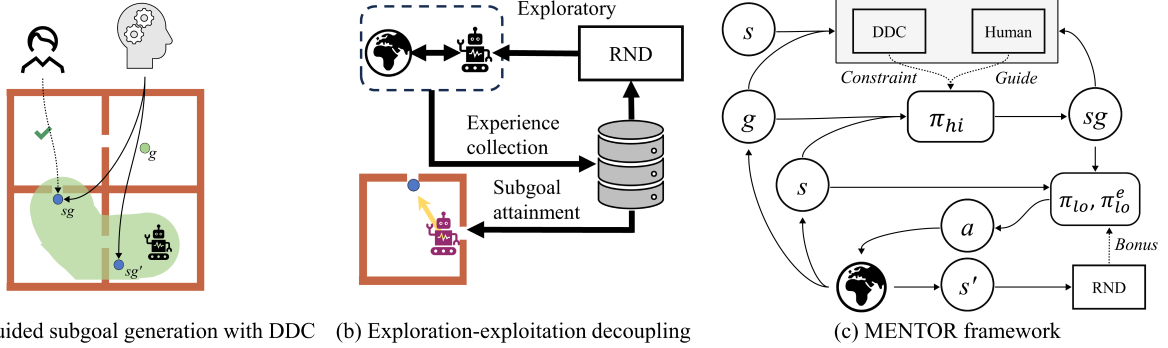 g
sg
sg'
uided subgoal generation with DDC
Exploratory
RND
Experience
collection
Subgoal
attainment
(b) Exploration-exploitation decoupling
s
DDC
Human
Constraint
Guide
g
π_hi
sg
s
π_lo, π^e_lo
a
Bonus
s'
RND
(c) MENTOR framework